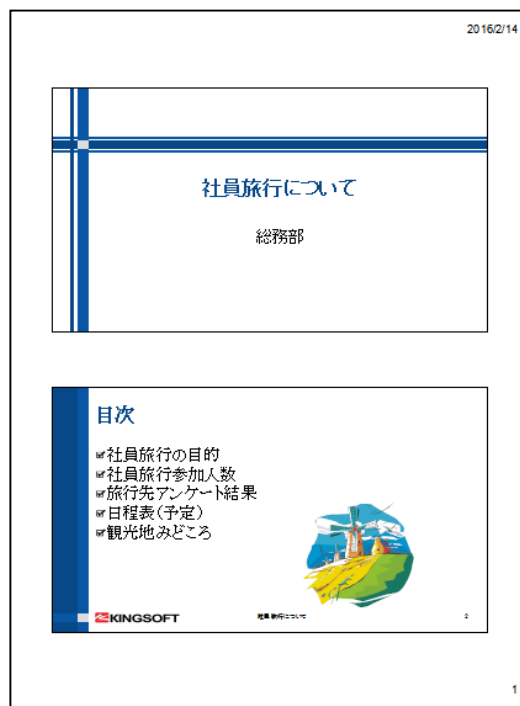 2016/2/14
社員旅行について
総務部
目次
社員旅行の目的
社員旅行参加人数
旅行先アンケート結果
日程表(予定)
観光地みどころ
KINGSOFT
社員旅行について
2
1